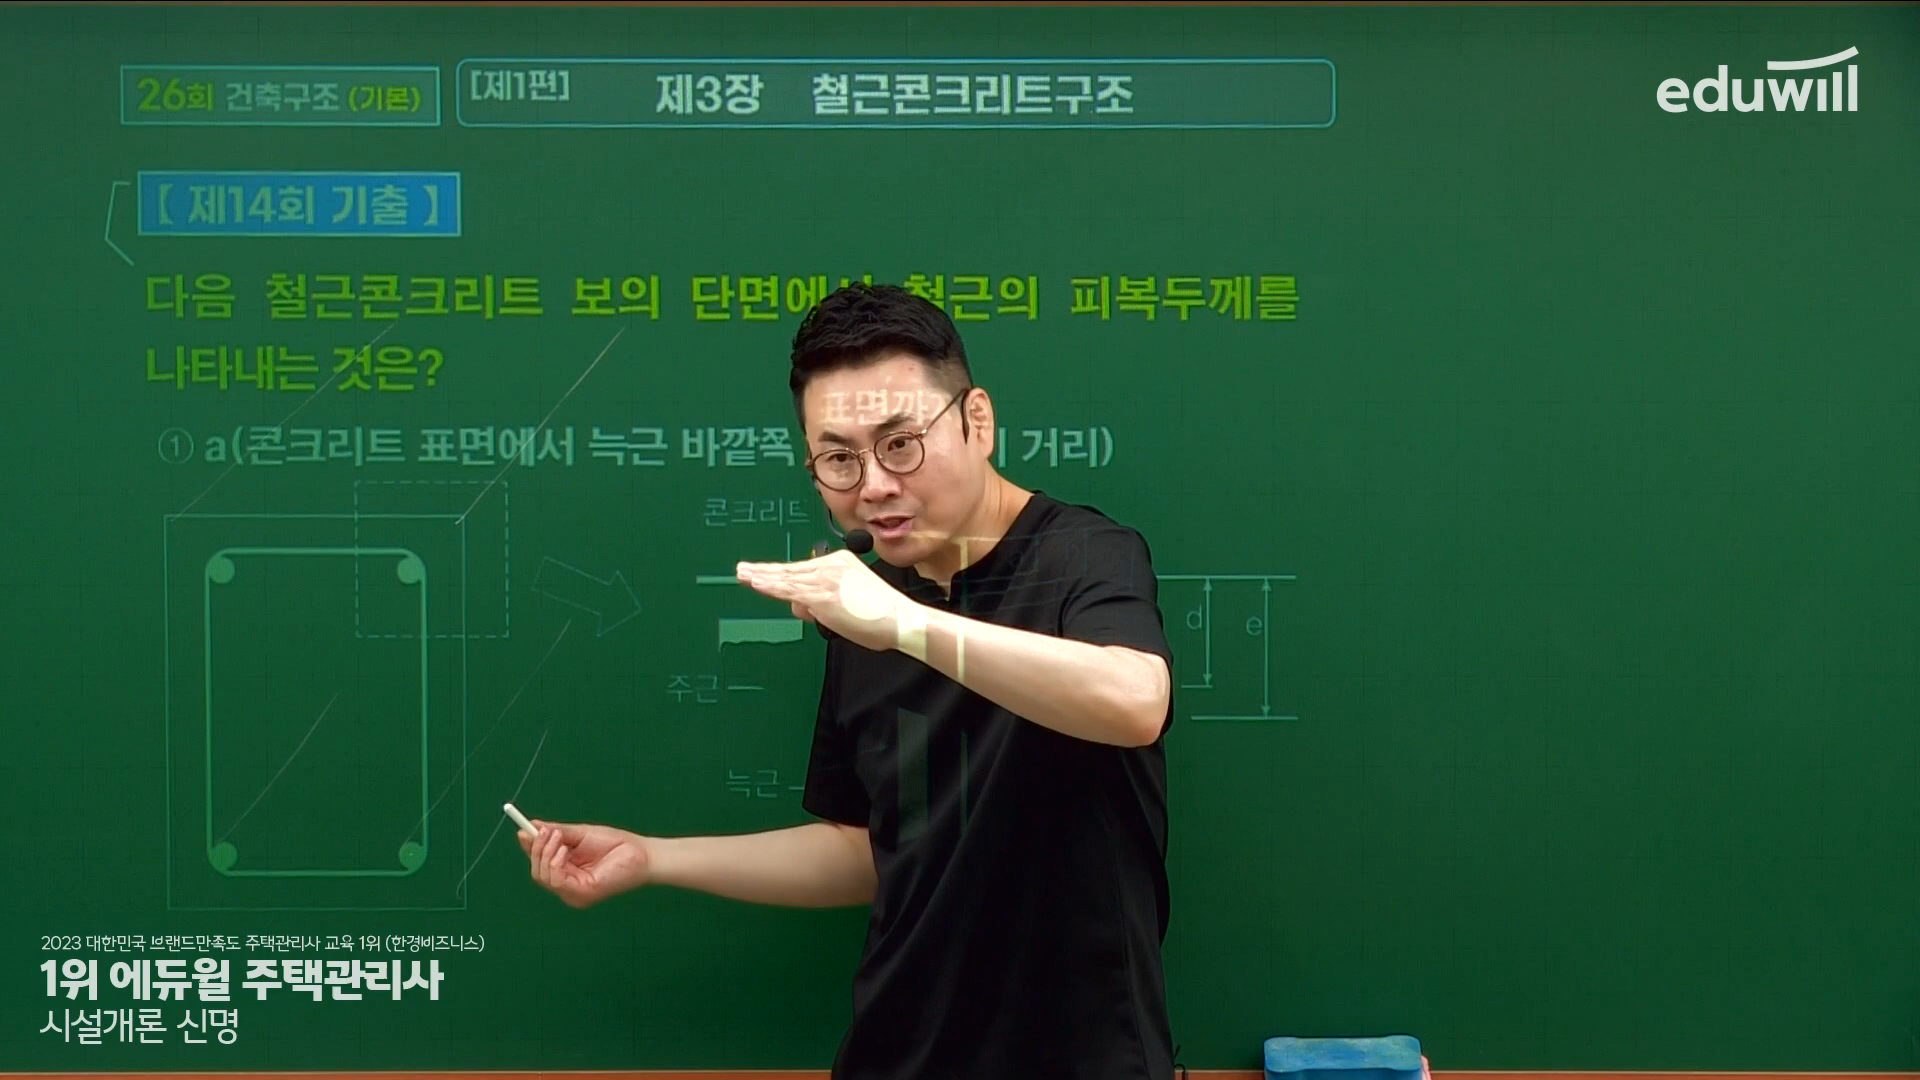 eduwill
26회 건축구조 (기본)
[제1편] 제3장 철근콘크리트구조
【 제14회 기출 】
다음 철근콘크리트 보의 단면에서 철근의 피복두께를
나타내는 것은?
표면까지
① a(콘크리트 표면에서 늑근 바깥쪽 거리)
콘크리트
d
e
주근
늑근
2023 대한민국 브랜드만족도 주택관리사 교육 1위 (한경비즈니스)
1위 에듀윌 주택관리사
시설개론 신명